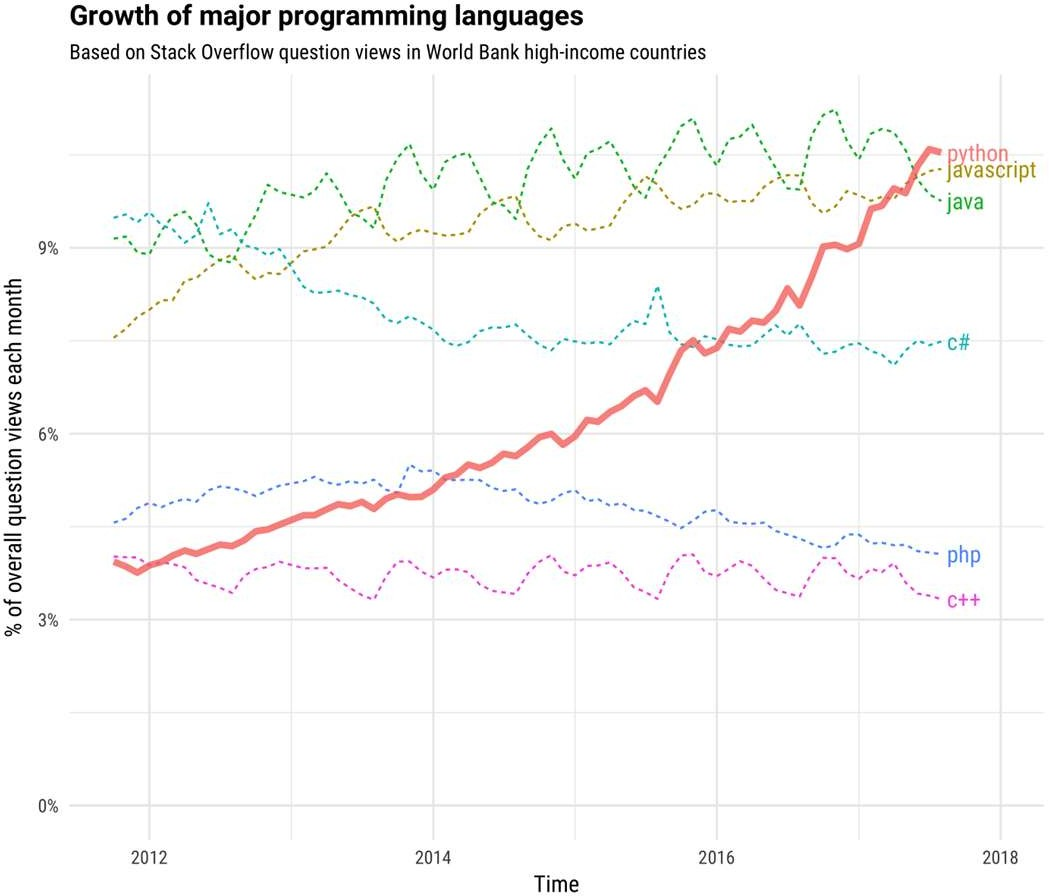 Growth of major programming languages
Based on Stack Overflow question views in World Bank high-income countries
% of overall question views each month
9%
6%
3%
0%
python
javascript
java
c#
php
c++
2012
2014
2016
2018
Time